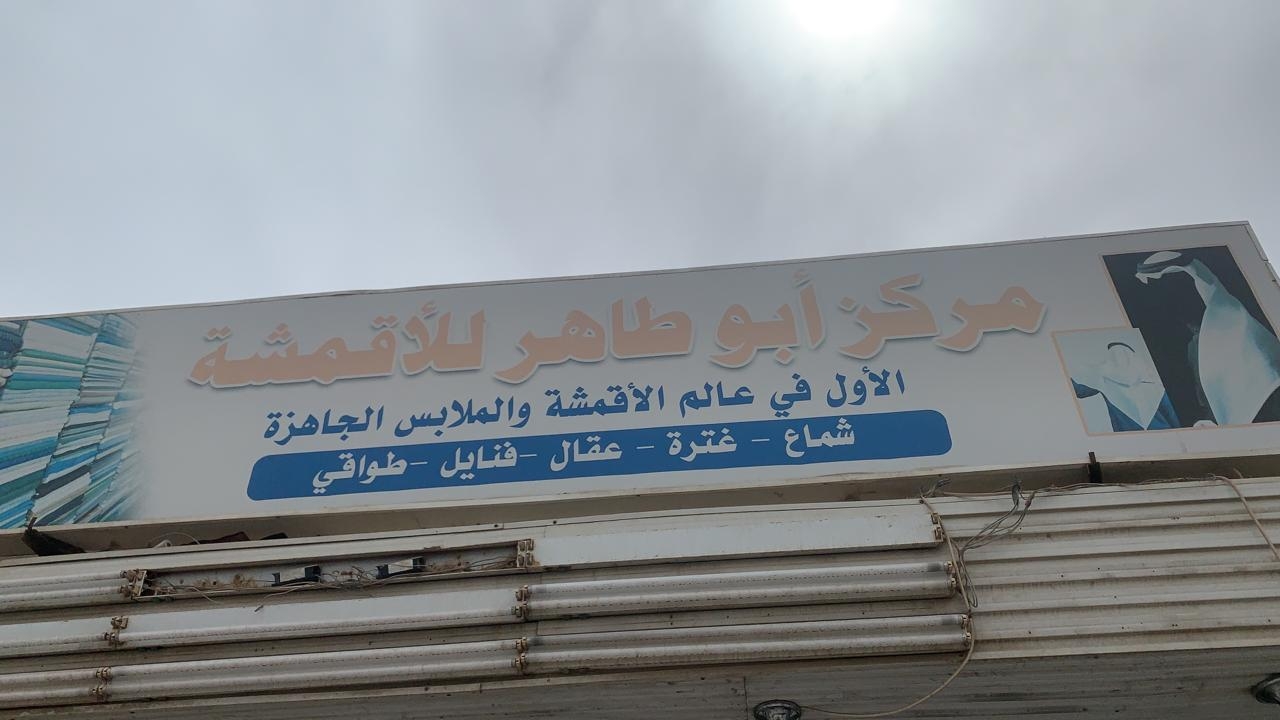 مركز أبو طاهر للأقمشة
الأول في عالم الأقمشة والملابس الجاهزة
شماع - غترة - عقال - فنايل - طواقي